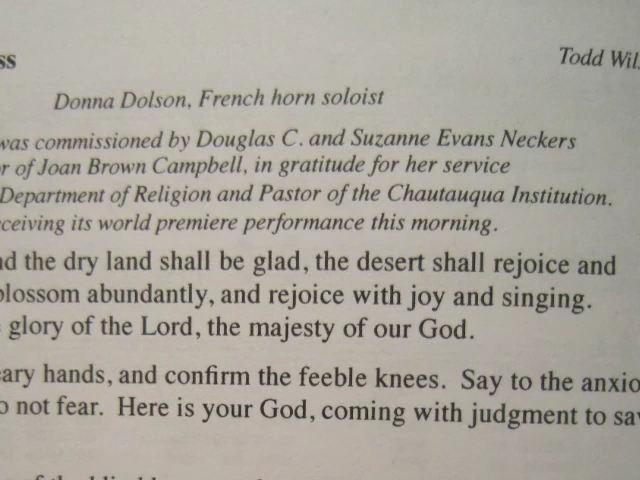 ss
Todd Wil
Donna Dolson, French horn soloist
was commissioned by Douglas C. and Suzanne Evans Neckers
r of Joan Brown Campbell, in gratitude for her service
Department of Religion and Pastor of the Chautauqua Institution.
ceiving its world premiere performance this morning.
nd the dry land shall be glad, the desert shall rejoice and
blossom abundantly, and rejoice with joy and singing.
glory of the Lord, the majesty of our God.
eary hands, and confirm the feeble knees. Say to the anxio
o not fear. Here is your God, coming with judgment to sav